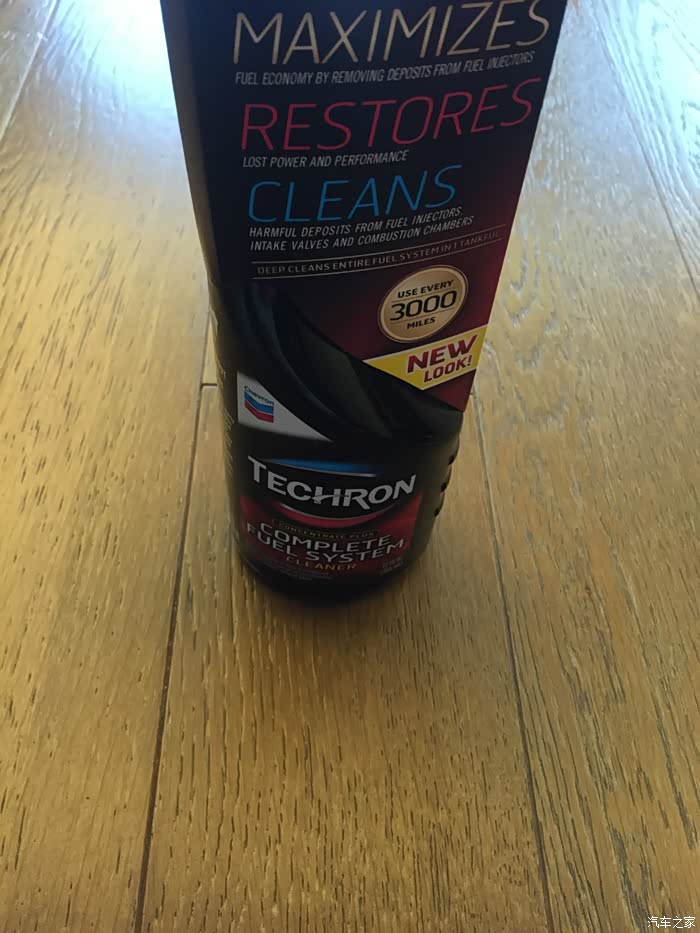 MAXIMIZES
FUEL ECONOMY BY REMOVING DEPOSITS FROM FUEL INJECTORS
RESTORES
LOST POWER AND PERFORMANCE
CLEANS
HARMFUL DEPOSITS FROM FUEL INJECTORS,
INTAKE VALVES AND COMBUSTION CHAMBERS
DEEP CLEANS ENTIRE FUEL SYSTEM IN 1 TANKFUL
USE EVERY
3000
MILES
NEW
LOOK!
Chevron
TECHRON
CONCENTRATE PLUS
COMPLETE
FUEL SYSTEM
CLEANER
汽车之家